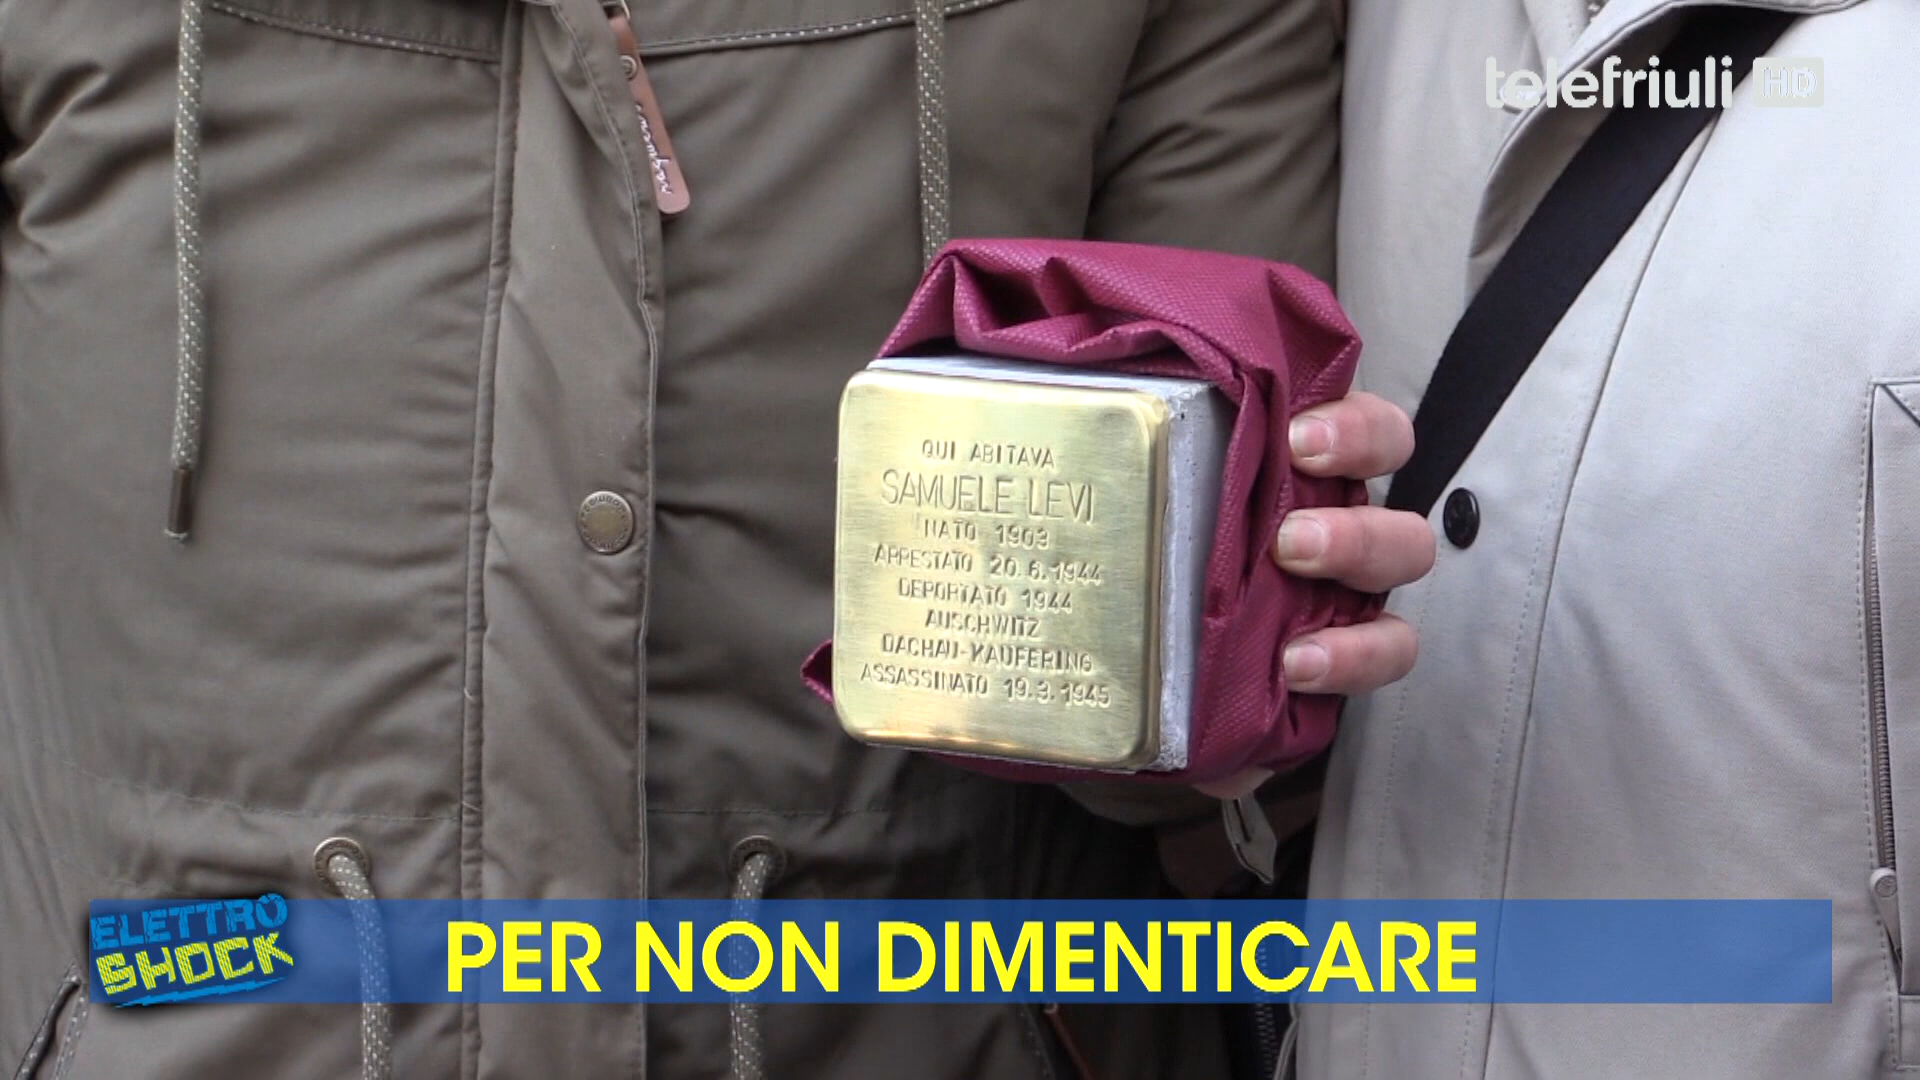 telefriuli HD
QUI ABITAVA
SAMUELE LEVI
NATO 1903
ARRESTATO 20.6.1944
DEPORTATO 1944
AUSCHWITZ
DACHAU-KAUFERING
ASSASSINATO 19.3.1945
ELETTRO
SHOCK
PER NON DIMENTICARE